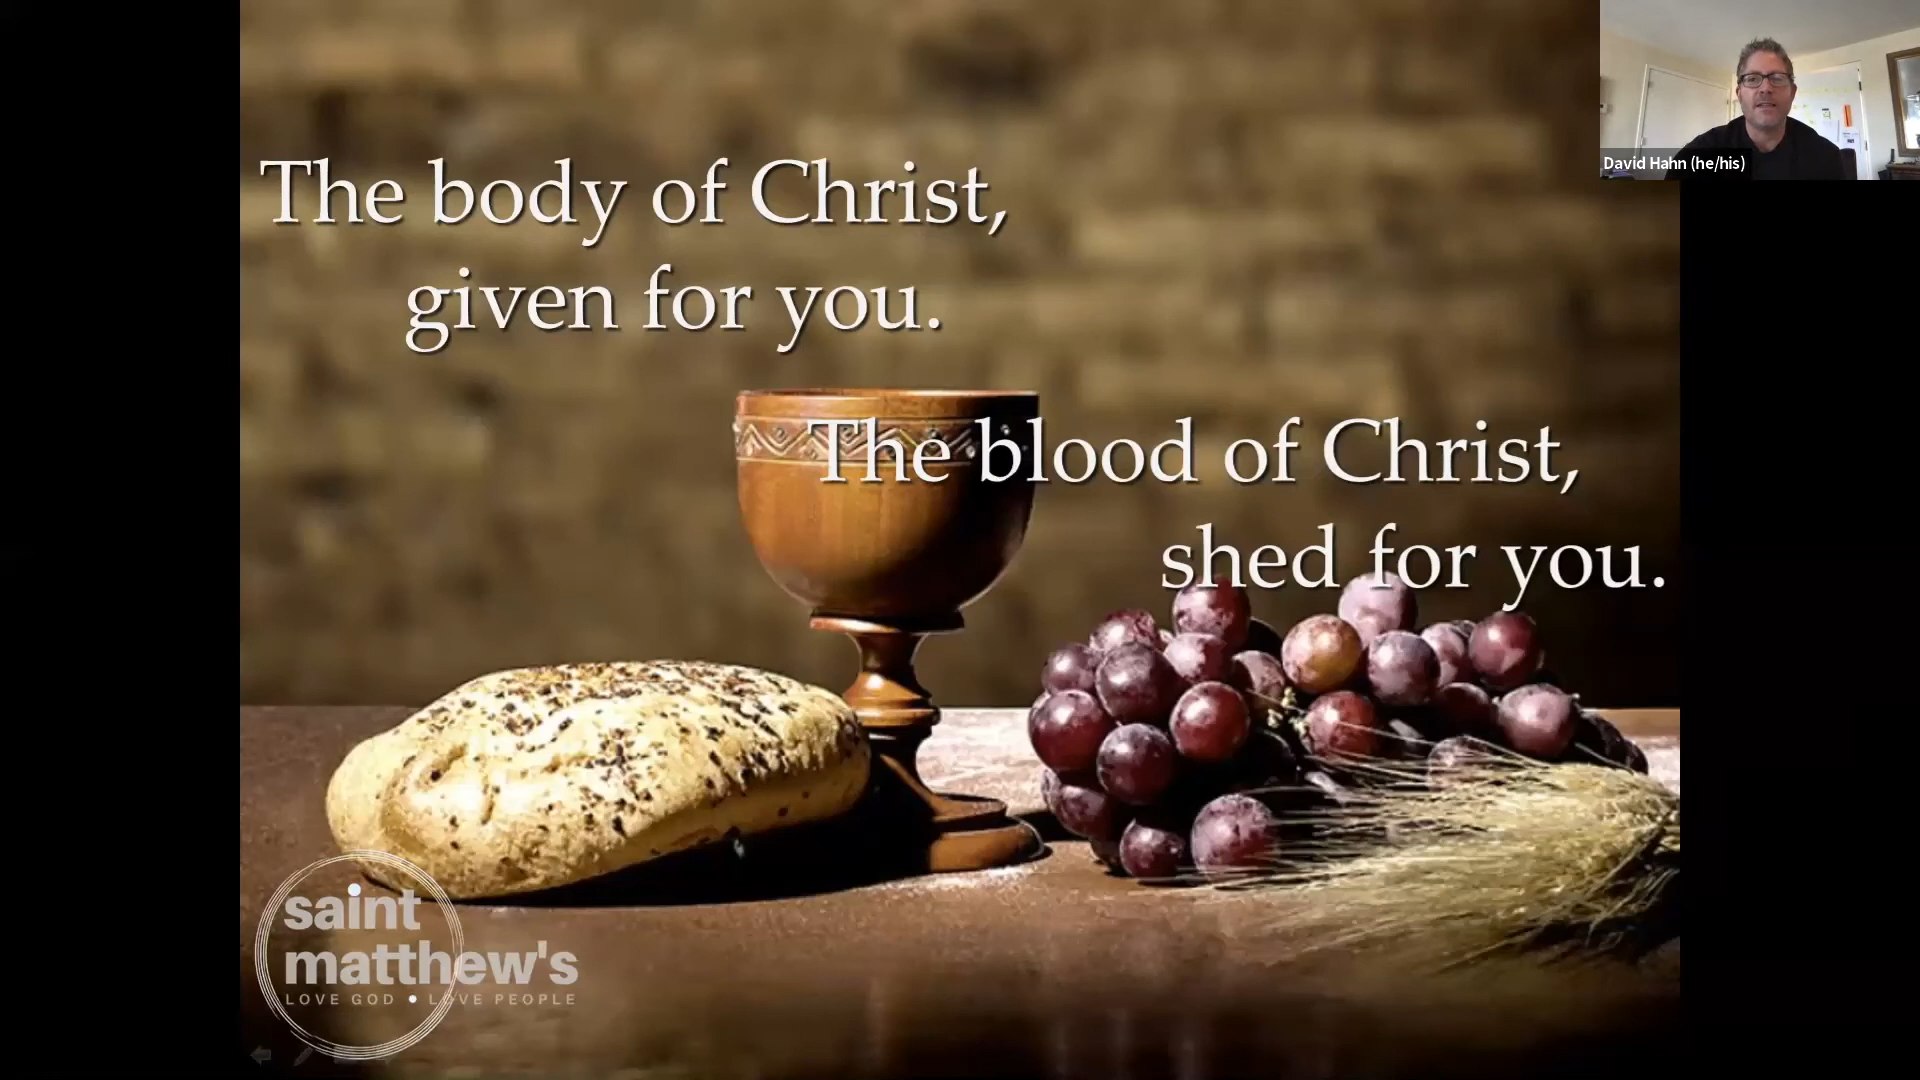 David Hahn (he/his)
The body of Christ,
given for you.
The blood of Christ,
shed for you.
saint
matthew's
LOVE GOD • LOVE PEOPLE